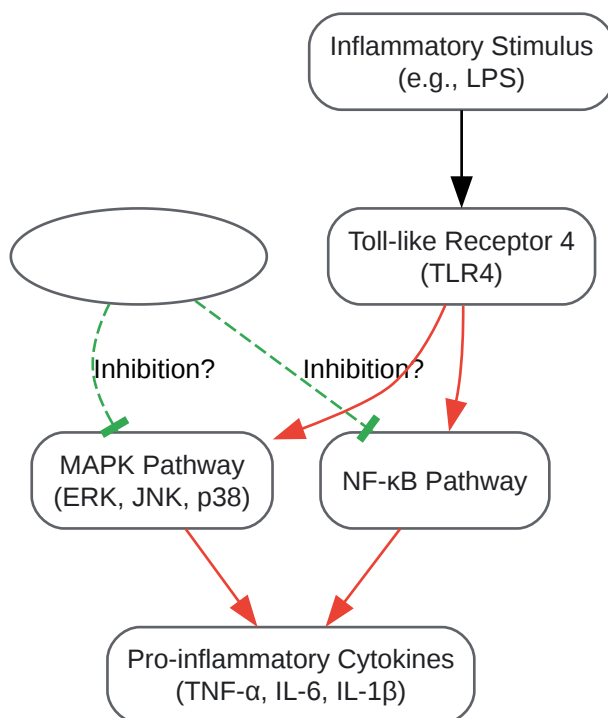 Inflammatory Stimulus
(e.g., LPS)
Toll-like Receptor 4
(TLR4)
Inhibition?
Inhibition?
MAPK Pathway
(ERK, JNK, p38)
NF-κB Pathway
Pro-inflammatory Cytokines
(TNF-α, IL-6, IL-1β)